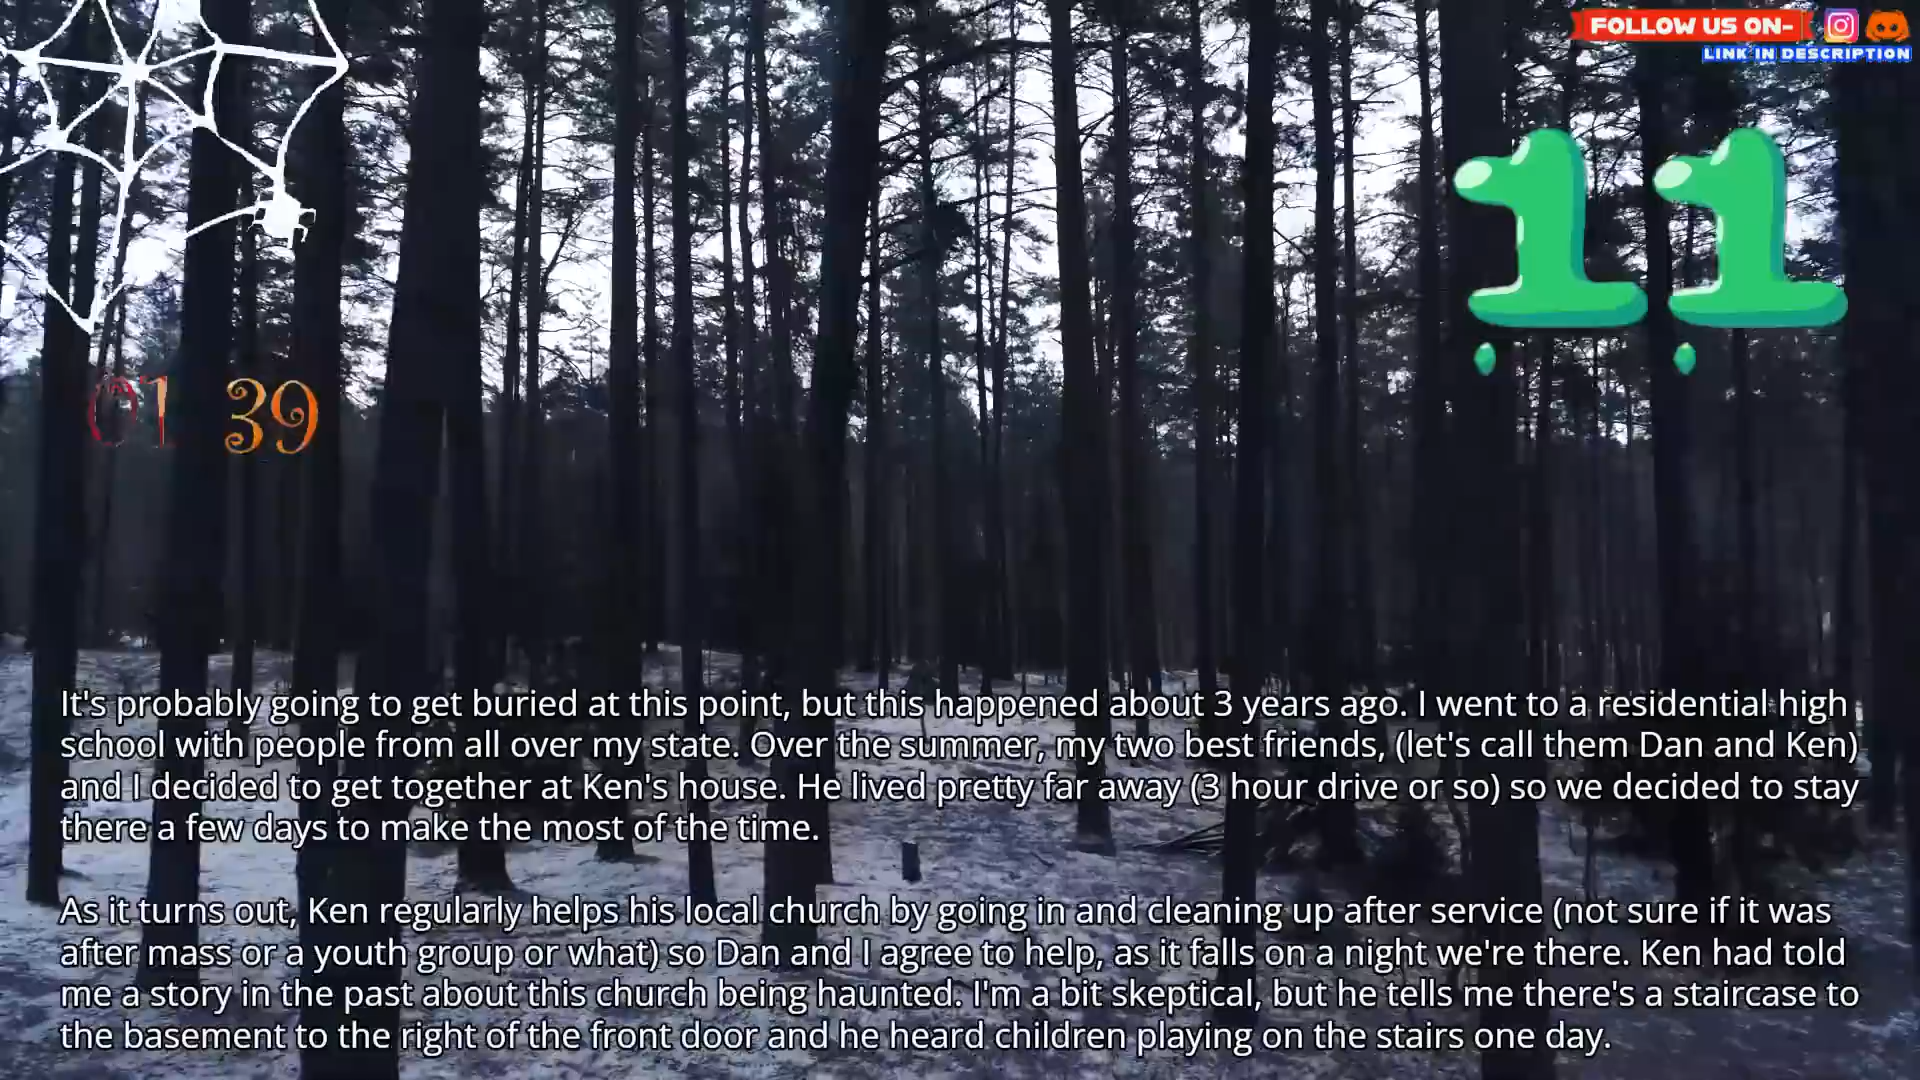 FOLLOW US ON-
LINK IN DESCRIPTION
11
01 39
It's probably going to get buried at this point, but this happened about 3 years ago. I went to a residential high
school with people from all over my state. Over the summer, my two best friends, (let's call them Dan and Ken)
and I decided to get together at Ken's house. He lived pretty far away (3 hour drive or so) so we decided to stay
there a few days to make the most of the time.
As it turns out, Ken regularly helps his local church by going in and cleaning up after service (not sure if it was
after mass or a youth group or what) so Dan and I agree to help, as it falls on a night we're there. Ken had told
me a story in the past about this church being haunted. I'm a bit skeptical, but he tells me there's a staircase to
the basement to the right of the front door and he heard children playing on the stairs one day.